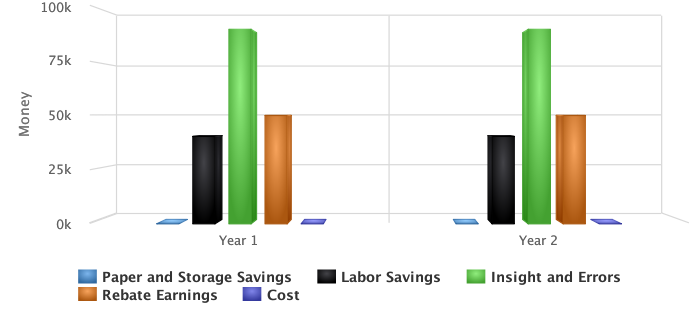 100k
75k
Money
50k
25k
0k
Year 1 Year 2
Paper and Storage Savings Labor Savings Insight and Errors
Rebate Earnings Cost